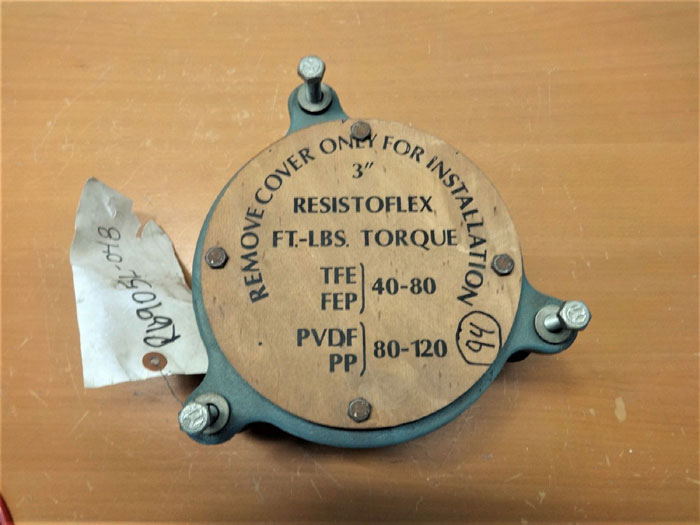 REMOVE COVER ONLY FOR INSTALLATION
3"
RESISTOFLEX
FT.-LBS. TORQUE
TFE
FEP
40-80
PVDF
PP
80-120
94